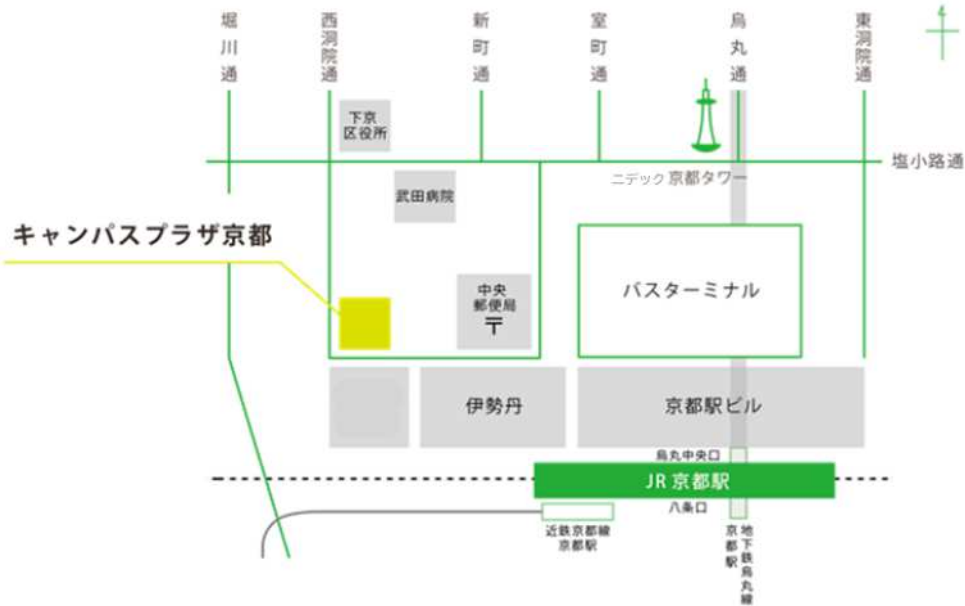 堀川通
西洞院通
新町通
室町通
烏丸通
東洞院通
下京
区役所
塩小路通
ニデック 京都タワー
武田病院
キャンパスプラザ京都
中央
郵便局
〒
バスターミナル
伊勢丹
京都駅ビル
烏丸中央口
JR 京都駅
八条口
近鉄京都線
京都駅
地下鉄烏丸線
京都駅